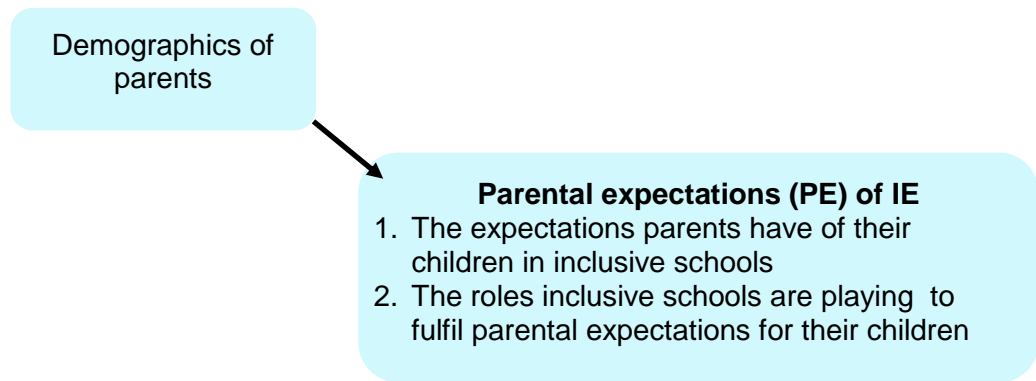 Demographics of
parents
Parental expectations (PE) of IE
1. The expectations parents have of their
children in inclusive schools
2. The roles inclusive schools are playing to
fulfil parental expectations for their children